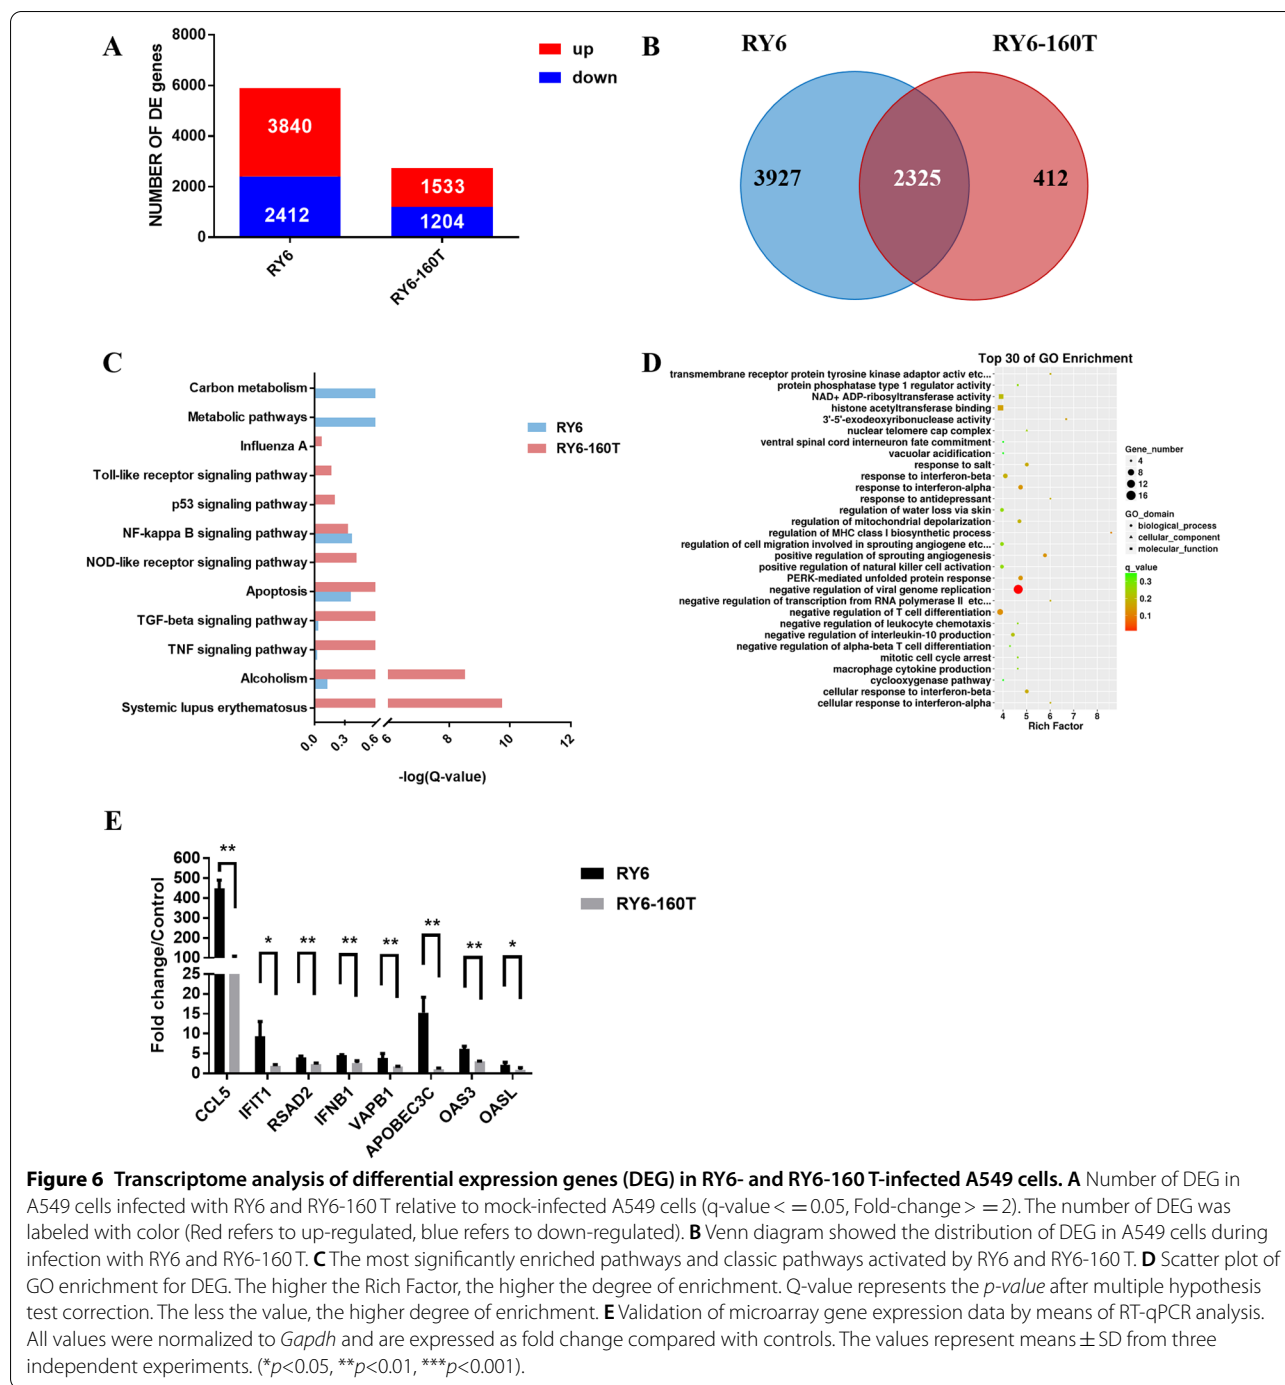 A
8000
6000
4000
2000
0
NUMBER OF DE genes
3840
2412
1533
1204
RY6
RY6-160T
up
down
B
RY6
RY6-160T
3927
2325
412
C
Carbon metabolism
Metabolic pathways
Influenza A
Toll-like receptor signaling pathway
p53 signaling pathway
NF-kappa B signaling pathway
NOD-like receptor signaling pathway
Apoptosis
TGF-beta signaling pathway
TNF signaling pathway
Alcoholism
Systemic lupus erythematosus
0.0
0.3
0.6
6
8
10
12
-log(Q-value)
RY6
RY6-160T
D
Top 30 of GO Enrichment
transmembrane receptor protein tyrosine kinase adaptor activ etc...
protein phosphatase type 1 regulator activity
NAD+ ADP-ribosyltransferase activity
histone acetyltransferase binding
3'-5'-exodeoxyribonuclease activity
nuclear telomere cap complex
ventral spinal cord interneuron fate commitment
vacuolar acidification
response to salt
response to interferon-beta
response to interferon-alpha
response to antidepressant
regulation of water loss via skin
regulation of mitochondrial depolarization
regulation of MHC class I biosynthetic process
regulation of cell migration involved in sprouting angiogene etc...
positive regulation of sprouting angiogenesis
positive regulation of natural killer cell activation
PERK-mediated unfolded protein response
negative regulation of viral genome replication
negative regulation of transcription from RNA polymerase II etc...
negative regulation of T cell differentiation
negative regulation of leukocyte chemotaxis
negative regulation of interleukin-10 production
negative regulation of alpha-beta T cell differentiation
mitotic cell cycle arrest
macrophage cytokine production
cyclooxygenase pathway
cellular response to interferon-beta
cellular response to interferon-alpha
4 5 6 7 8
Rich Factor
Gene_number
4
8
12
16
GO_domain
biological_process
cellular_component
molecular_function
q_value
0.3
0.2
0.1
E
600
500
400
300
200
100
25
20
15
10
5
0
Fold change/Control
**
*
**
**
**
**
**
*
CCL5
IFIT1
RSAD2
IFNB1
VAPB1
APOBEC3C
OAS3
OASL
RY6
RY6-160T
Figure 6 Transcriptome analysis of differential expression genes (DEG) in RY6- and RY6-160 T-infected A549 cells. A Number of DEG in
A549 cells infected with RY6 and RY6-160 T relative to mock-infected A549 cells (q-value < = 0.05, Fold-change > = 2). The number of DEG was
labeled with color (Red refers to up-regulated, blue refers to down-regulated). B Venn diagram showed the distribution of DEG in A549 cells during
infection with RY6 and RY6-160 T. C The most significantly enriched pathways and classic pathways activated by RY6 and RY6-160 T. D Scatter plot of
GO enrichment for DEG. The higher the Rich Factor, the higher the degree of enrichment. Q-value represents the p-value after multiple hypothesis
test correction. The less the value, the higher degree of enrichment. E Validation of microarray gene expression data by means of RT-qPCR analysis.
All values were normalized to Gapdh and are expressed as fold change compared with controls. The values represent means ± SD from three
independent experiments. (*p<0.05, **p<0.01, ***p<0.001).